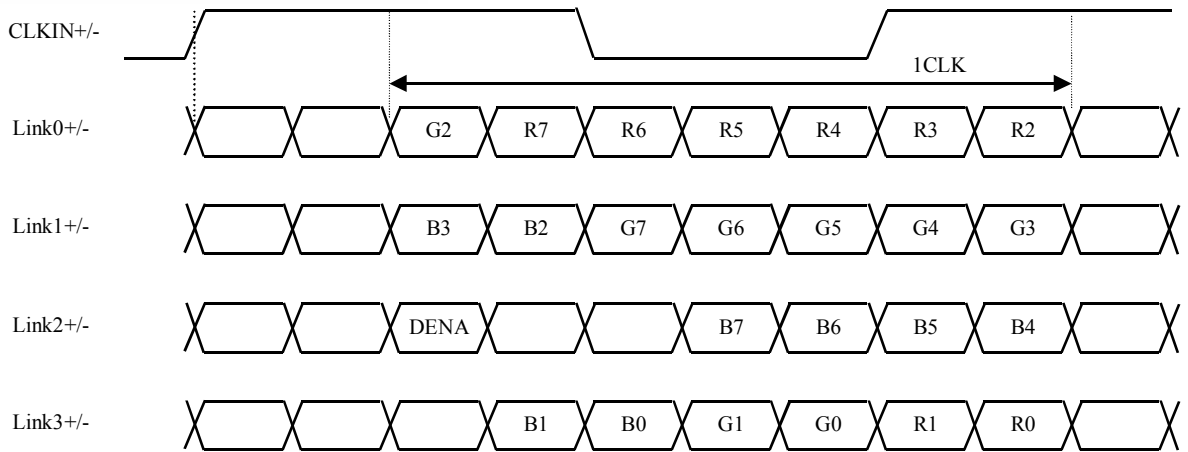 CLKIN+/-
1CLK
Link0+/- G2 R7 R6 R5 R4 R3 R2
Link1+/- B3 B2 G7 G6 G5 G4 G3
Link2+/- DENA B7 B6 B5 B4
Link3+/- B1 B0 G1 G0 R1 R0